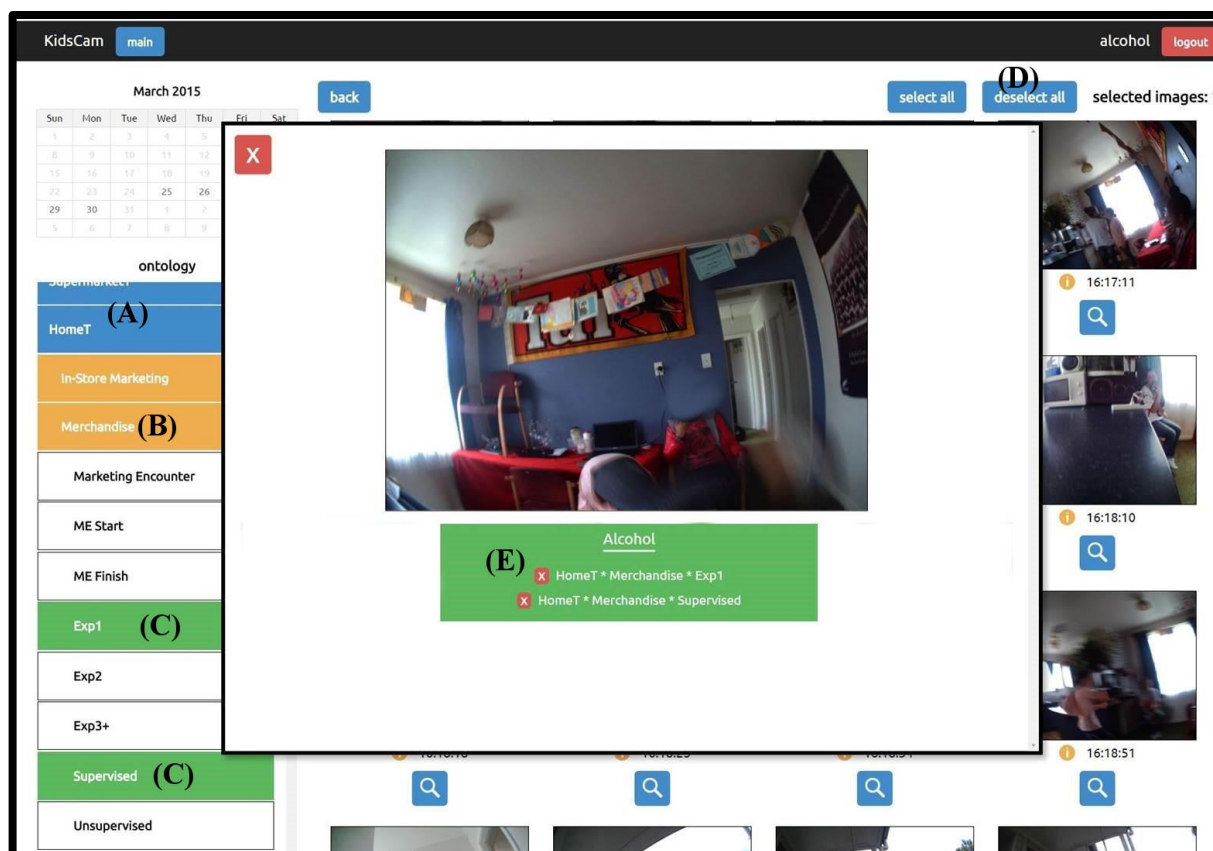 KidsCam main alcohol logout
March 2015
Sun Mon Tue Wed Thu Fri Sat
1 2 3 4 5
8 9 10 11 12
15 16 17 18 19
22 23 24 25 26
29 30 31 1 2
5 6 7 8 9
back select all deselect all selected images:
(D)
X
ontology
SupermarketT
(A)
HomeT
In-Store Marketing
Merchandise (B)
Marketing Encounter
ME Start
ME Finish
Exp1 (C)
Exp2
Exp3+
Supervised (C)
Unsupervised
Alcohol
(E)
X HomeT * Merchandise * Exp1
X HomeT * Merchandise * Supervised
16:17:11
16:18:10
16:18:51